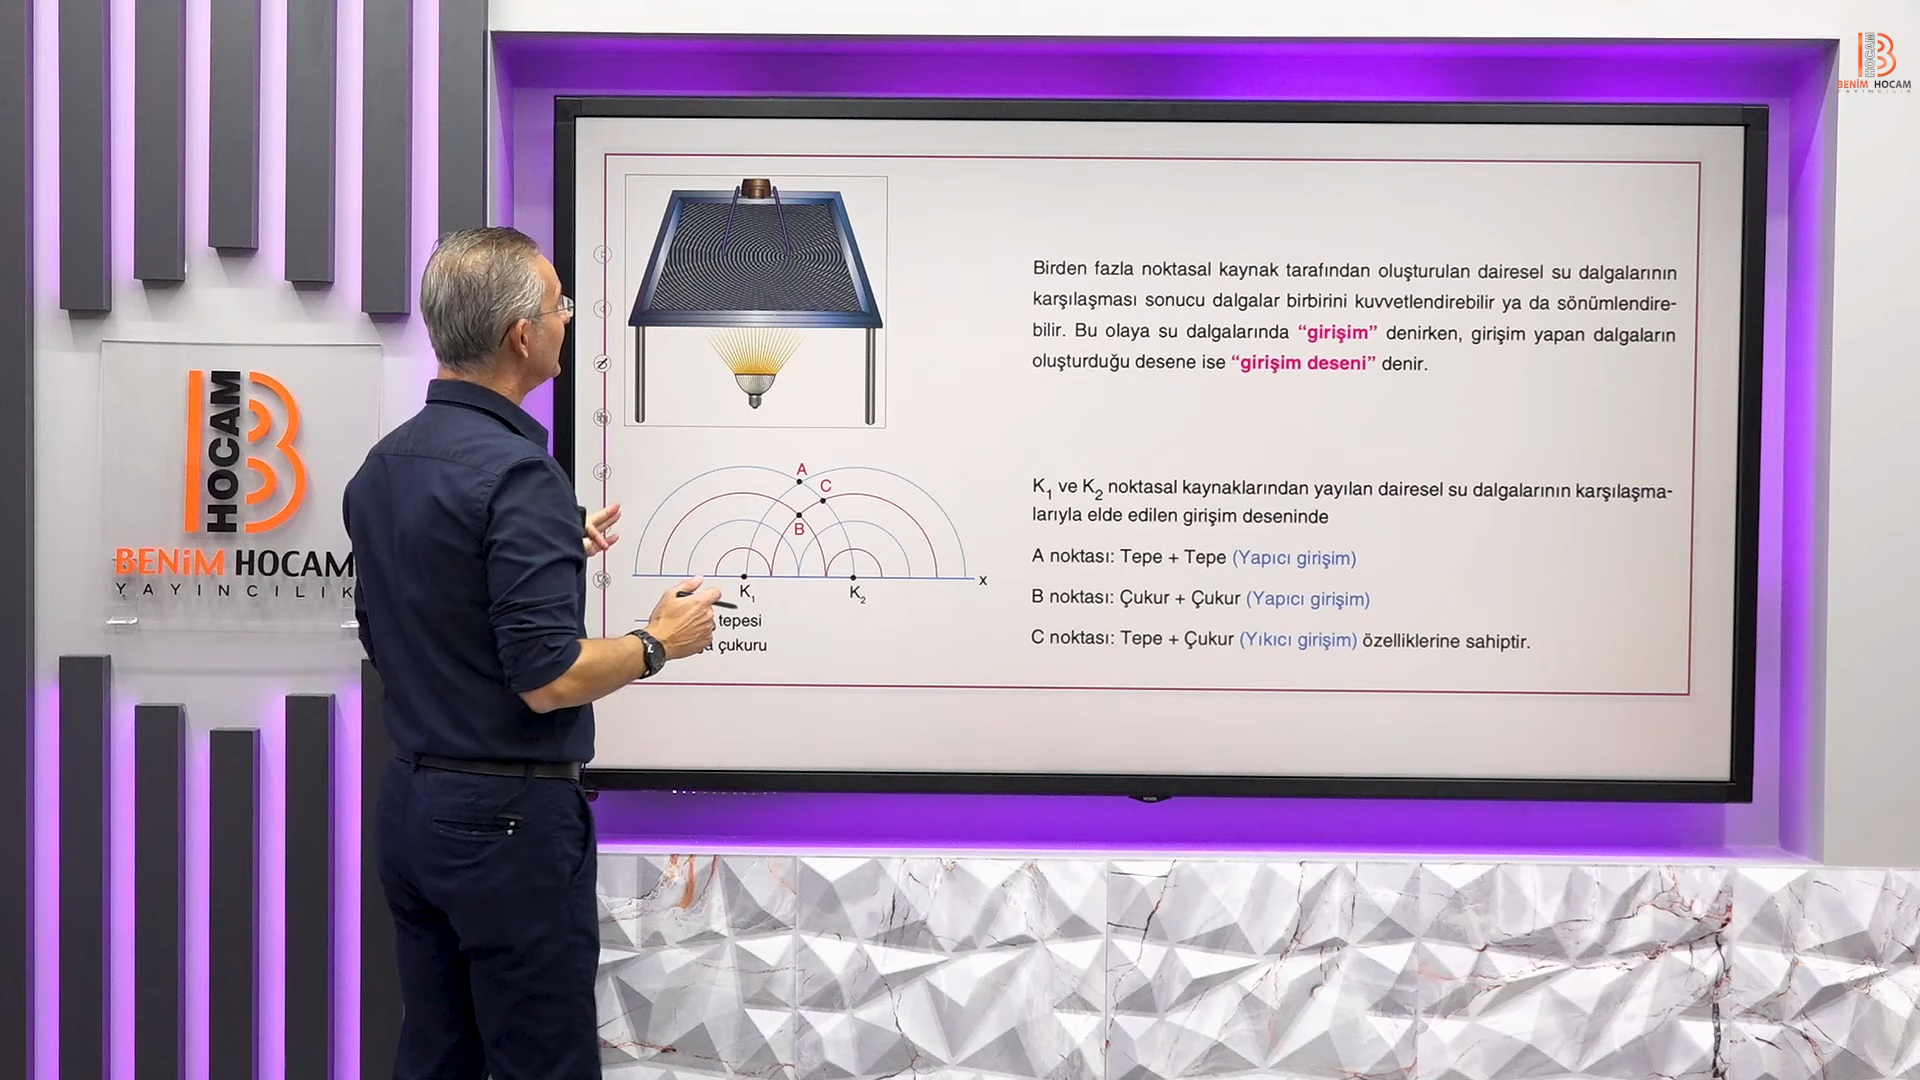 HOCAM
BENİM HOCAM
YAYINCILIK
HOCAM
BENİM HOCAM
YAYINCILIK
Birden fazla noktasal kaynak tarafından oluşturulan dairesel su dalgalarının
karşılaşması sonucu dalgalar birbirini kuvvetlendirebilir ya da sönümlendire-
bilir. Bu olaya su dalgalarında “girişim” denirken, girişim yapan dalgaların
oluşturduğu desene ise “girişim deseni” denir.
A
C
B
K₁
K₂
x
tepesi
çukuru
K₁ ve K₂ noktasal kaynaklarından yayılan dairesel su dalgalarının karşılaşma-
larıyla elde edilen girişim deseninde
A noktası: Tepe + Tepe (Yapıcı girişim)
B noktası: Çukur + Çukur (Yapıcı girişim)
C noktası: Tepe + Çukur (Yıkıcı girişim) özelliklerine sahiptir.